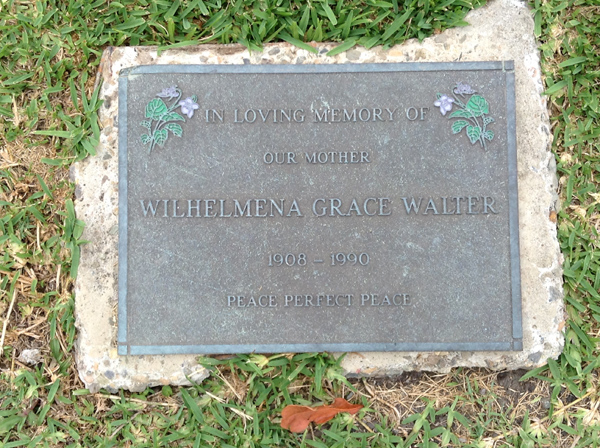 IN LOVING MEMORY OF
OUR MOTHER
WILHELMENA GRACE WALTER
1908 – 1990
PEACE PERFECT PEACE